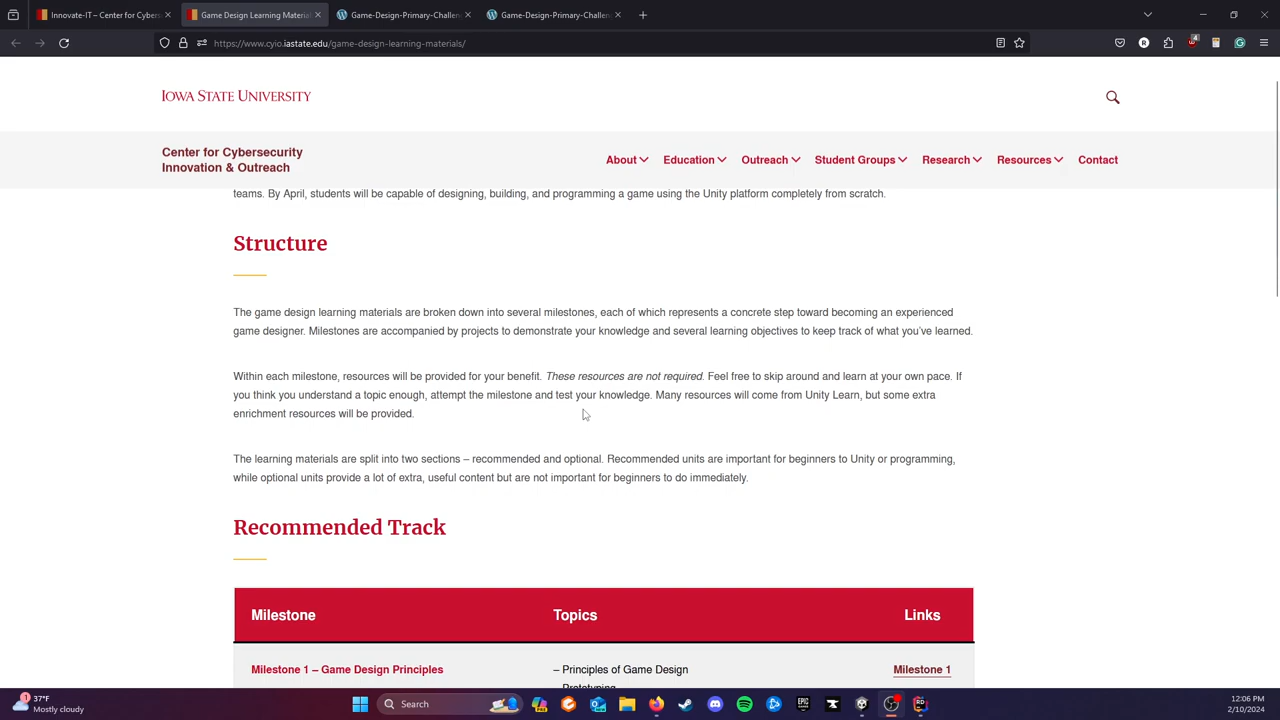 Innovate-IT – Center for Cybers
Game Design Learning Material
Game-Design-Primary-Challen
Game-Design-Primary-Challen
https://www.cyio.iastate.edu/game-design-learning-materials/
4
IOWA STATE UNIVERSITY
Center for Cybersecurity
Innovation & Outreach
About Education Outreach Student Groups Research Resources Contact
teams. By April, students will be capable of designing, building, and programming a game using the Unity platform completely from scratch.
Structure
The game design learning materials are broken down into several milestones, each of which represents a concrete step toward becoming an experienced
game designer. Milestones are accompanied by projects to demonstrate your knowledge and several learning objectives to keep track of what you've learned.
Within each milestone, resources will be provided for your benefit. These resources are not required. Feel free to skip around and learn at your own pace. If
you think you understand a topic enough, attempt the milestone and test your knowledge. Many resources will come from Unity Learn, but some extra
enrichment resources will be provided.
The learning materials are split into two sections – recommended and optional. Recommended units are important for beginners to Unity or programming,
while optional units provide a lot of extra, useful content but are not important for beginners to do immediately.
Recommended Track
Milestone Topics Links
Milestone 1 – Game Design Principles – Principles of Game Design Milestone 1
Prototyping
37°F
Mostly cloudy
Search
12:06 PM
2/10/2024